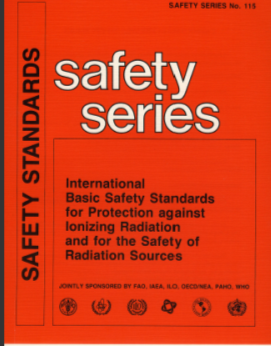 SAFETY SERIES No. 115
SAFETY STANDARDS
safety
series
International
Basic Safety Standards
for Protection against
Ionizing Radiation
and for the Safety of
Radiation Sources
JOINTLY SPONSORED BY FAO, IAEA, ILO, OECD/NEA, PAHO, WHO